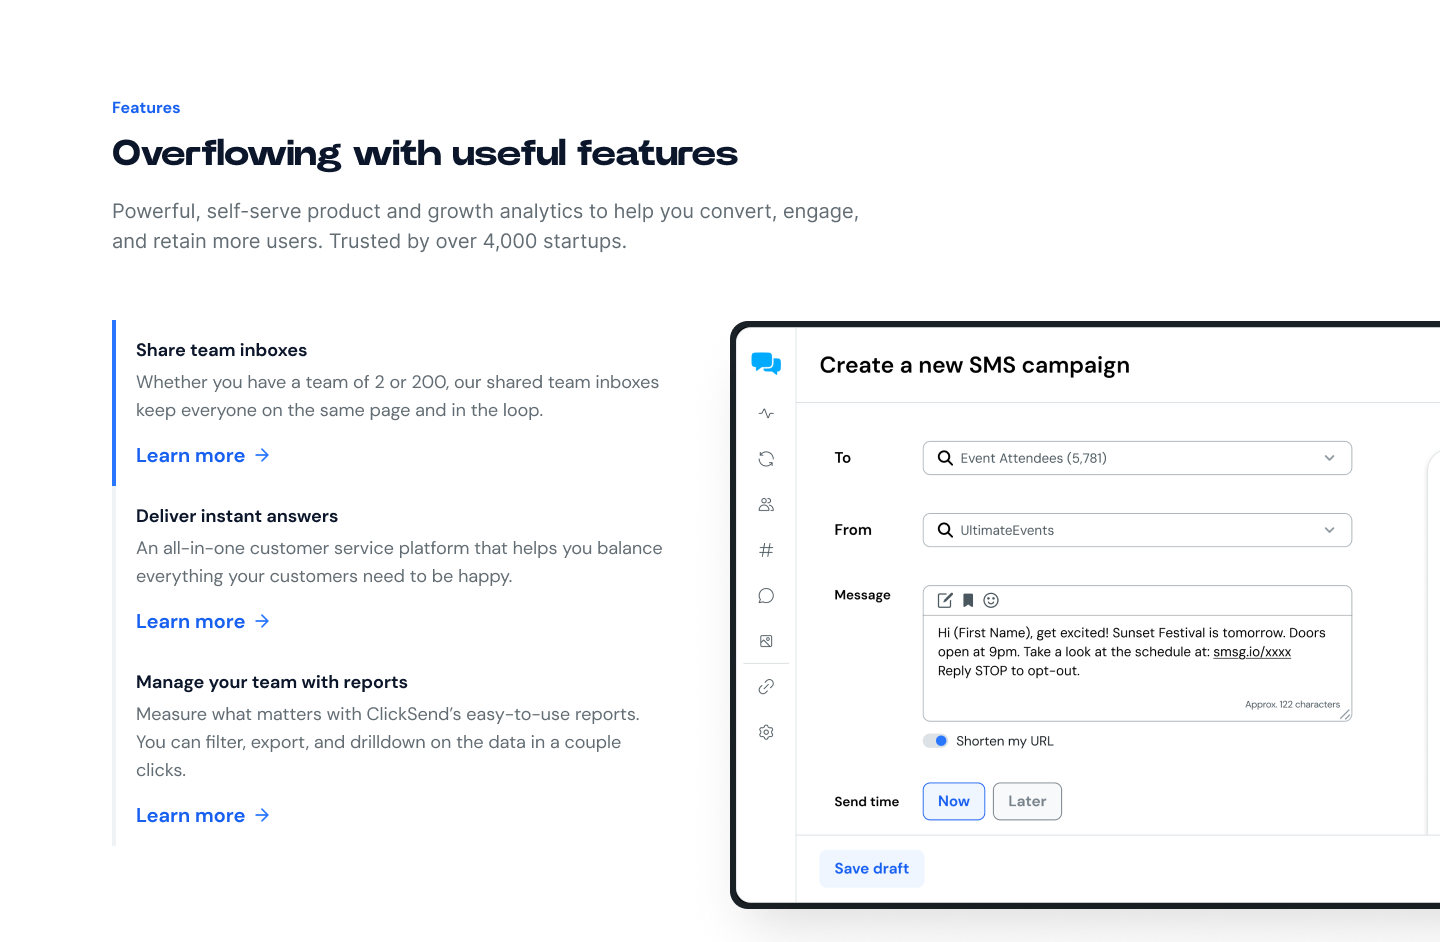 Features
Overflowing with useful features
Powerful, self-serve product and growth analytics to help you convert, engage,
and retain more users. Trusted by over 4,000 startups.
Share team inboxes
Whether you have a team of 2 or 200, our shared team inboxes
keep everyone on the same page and in the loop.
Learn more
Deliver instant answers
An all-in-one customer service platform that helps you balance
everything your customers need to be happy.
Learn more
Manage your team with reports
Measure what matters with ClickSend’s easy-to-use reports.
You can filter, export, and drilldown on the data in a couple
clicks.
Learn more
Create a new SMS campaign
To
Event Attendees (5,781)
From
UltimateEvents
Message
Hi (First Name), get excited! Sunset Festival is tomorrow. Doors
open at 9pm. Take a look at the schedule at: smsg.io/xxxx
Reply STOP to opt-out.
Approx. 122 characters
Shorten my URL
Send time
Now
Later
Save draft